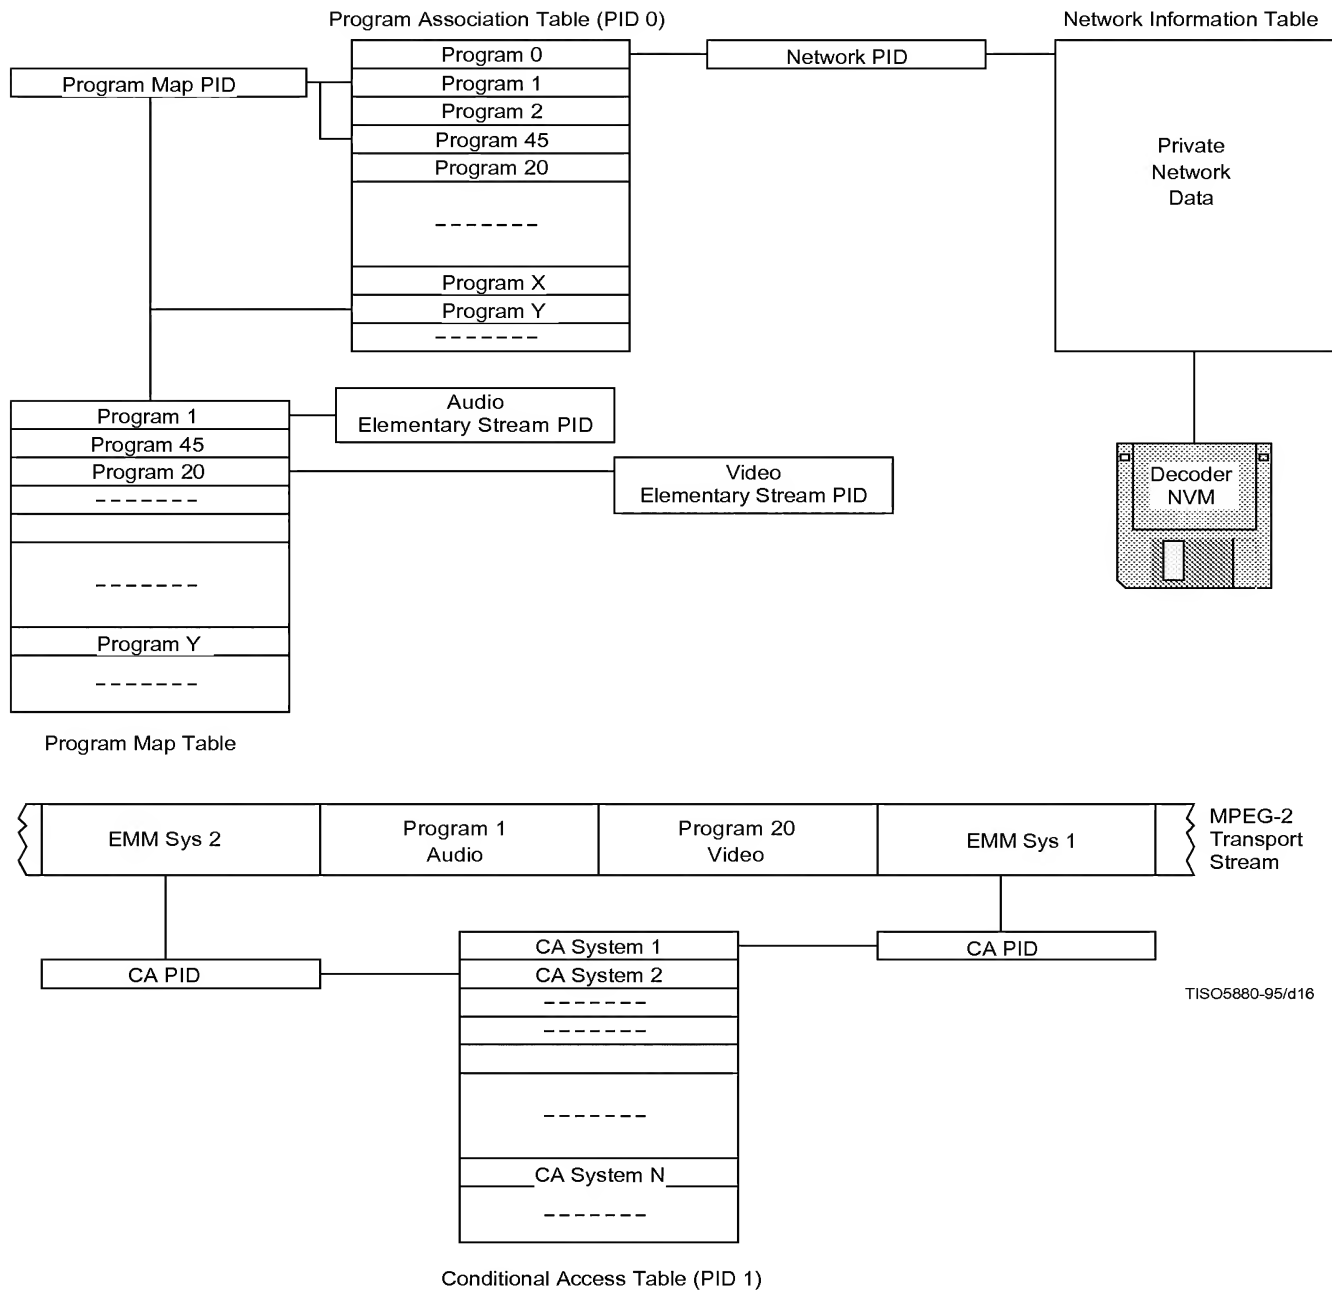 Program Association Table (PID 0)
Network Information Table
Program 0
Program 1
Program 2
Program 45
Program 20
-------
Program X
Program Y
-------
Program Map PID
Network PID
Private
Network
Data
Decoder
NVM
Program 1
Program 45
Program 20
-------
-------
Program Y
-------
Audio
Elementary Stream PID
Video
Elementary Stream PID
Program Map Table
EMM Sys 2
Program 1
Audio
Program 20
Video
EMM Sys 1
MPEG-2
Transport
Stream
CA PID
CA System 1
CA System 2
-------
-------
-------
CA System N
-------
CA PID
TISO5880-95/d16
Conditional Access Table (PID 1)